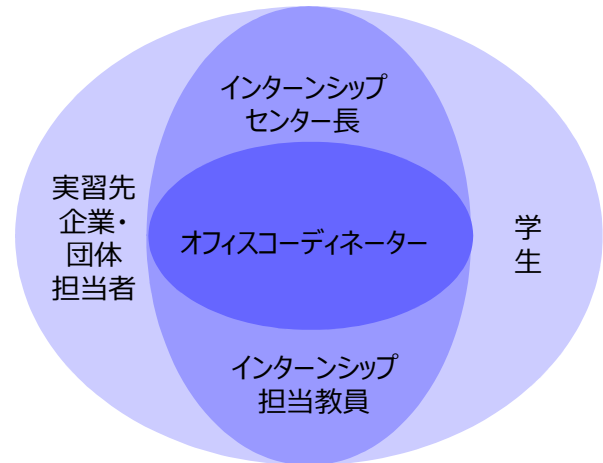 インターンシップ
センター長
実習先
企業・
団体
担当者
オフィスコーディネーター
学
生
インターンシップ
担当教員